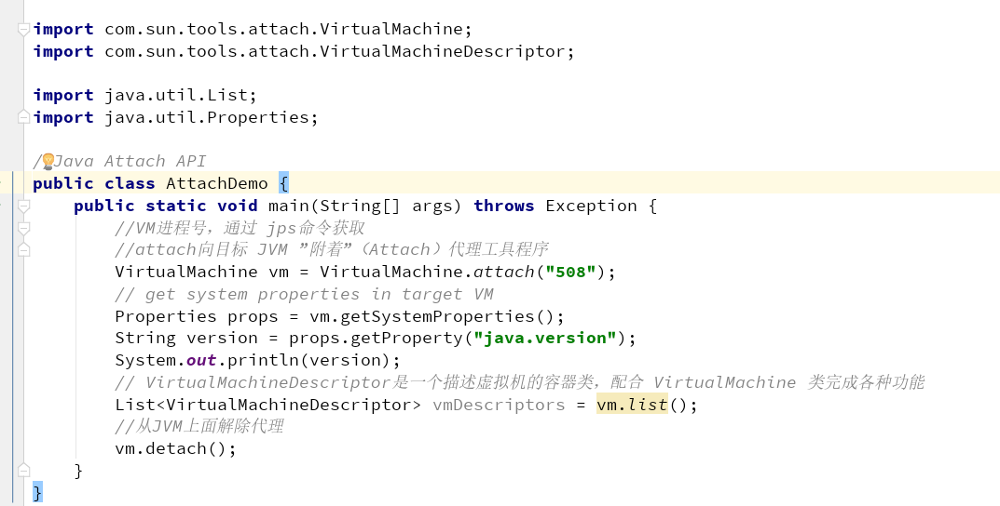 import com.sun.tools.attach.VirtualMachine;
import com.sun.tools.attach.VirtualMachineDescriptor;
import java.util.List;
import java.util.Properties;
/Java Attach API
public class AttachDemo {
public static void main(String[] args) throws Exception {
//VM进程号，通过 jps命令获取
//attach向目标 JVM ”附着”（Attach）代理工具程序
VirtualMachine vm = VirtualMachine.attach("508");
// get system properties in target VM
Properties props = vm.getSystemProperties();
String version = props.getProperty("java.version");
System.out.println(version);
// VirtualMachineDescriptor是一个描述虚拟机的容器类，配合 VirtualMachine 类完成各种功能
List<VirtualMachineDescriptor> vmDescriptors = vm.list();
//从JVM上面解除代理
vm.detach();
}
}